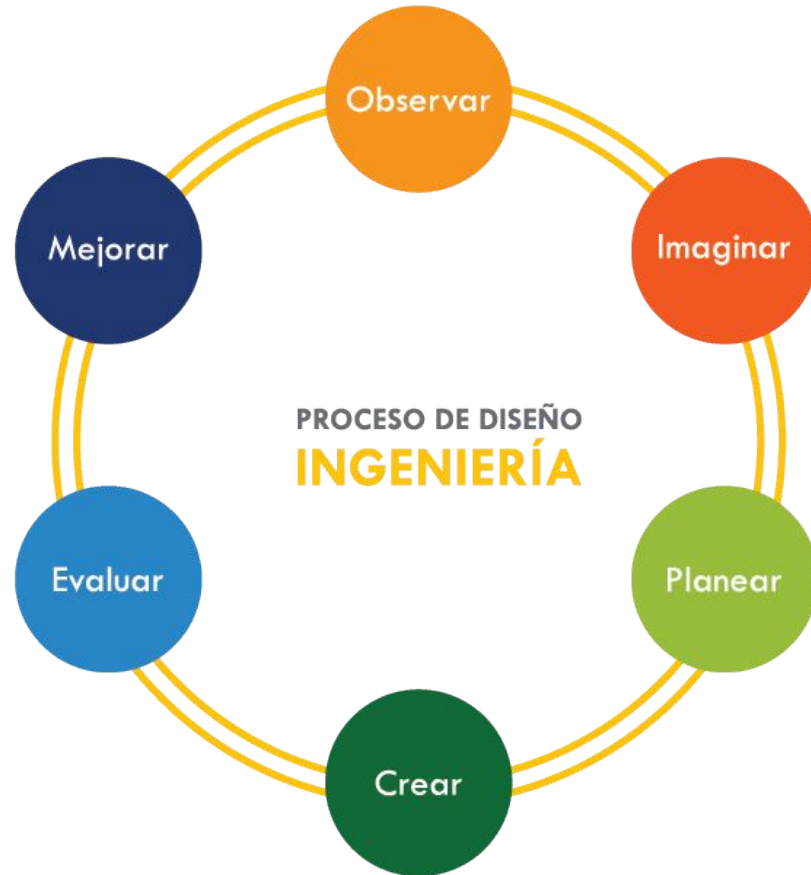 Observar
Imaginar
Planear
Crear
Evaluar
Mejorar
PROCESO DE DISEÑO
INGENIERÍA